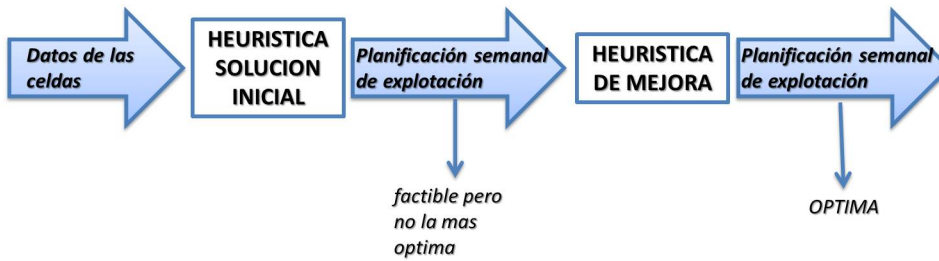 Datos de las
celdas
HEURISTICA
SOLUCION
INICIAL
Planificación semanal
de explotación
HEURISTICA
DE MEJORA
Planificación semanal
de explotación
factible pero
no la mas
optima
OPTIMA